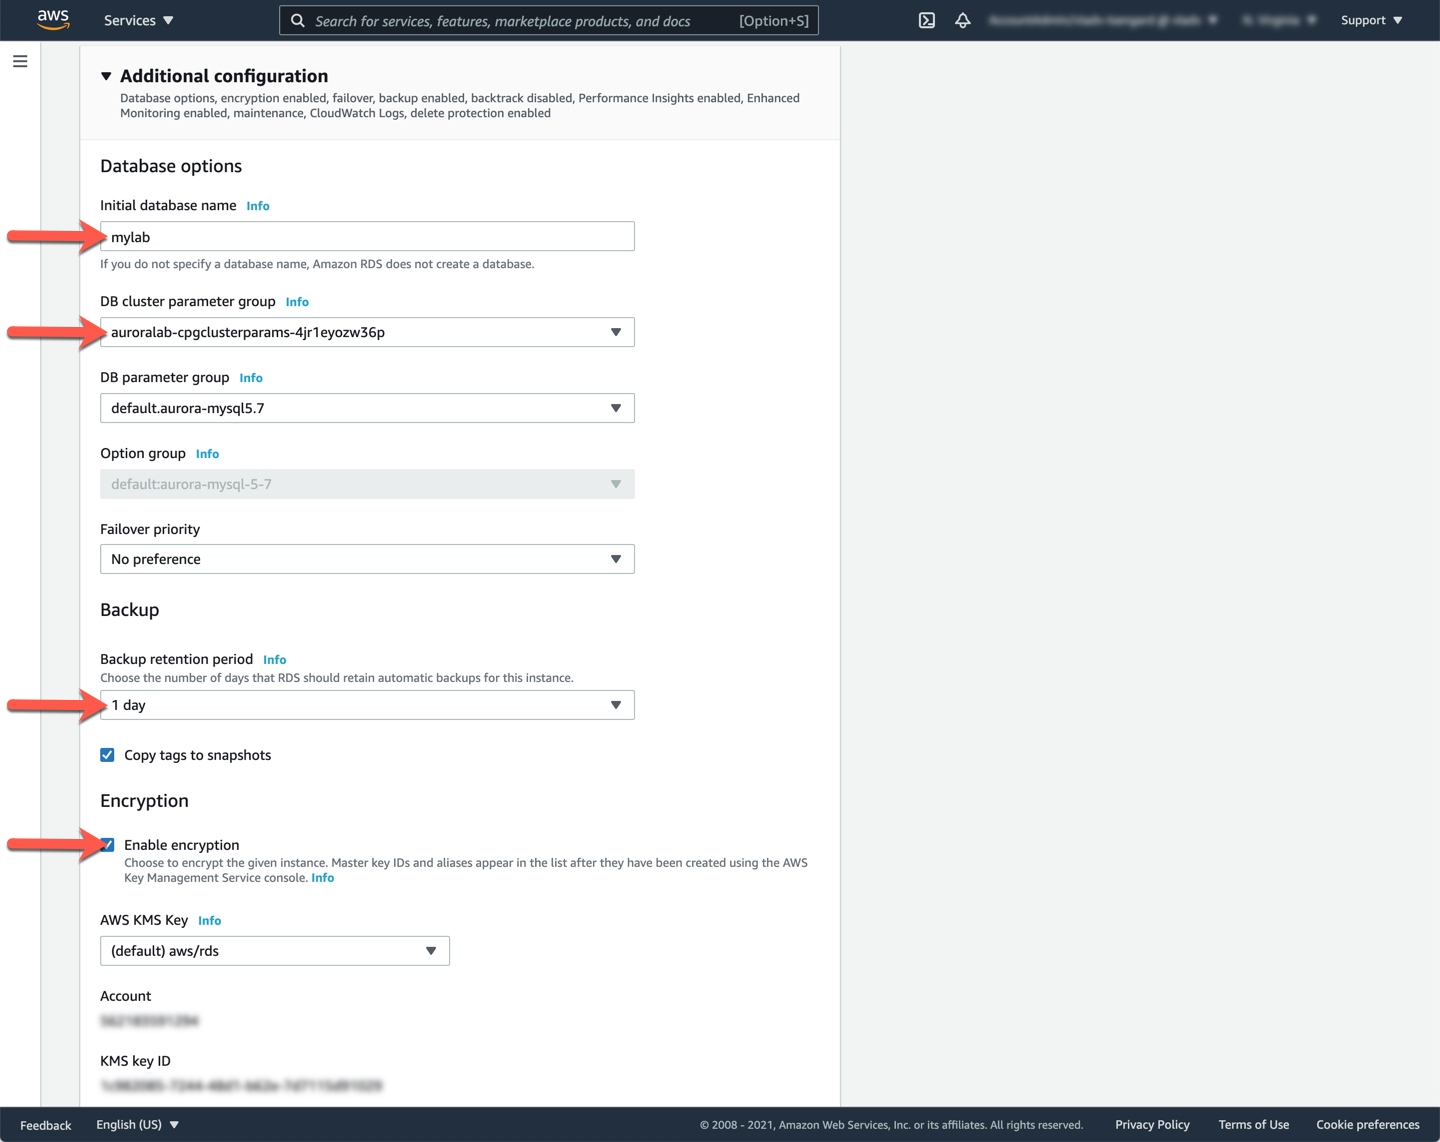 aws
Services
Search for services, features, marketplace products, and docs
[Option+S]
Support
Additional configuration
Database options, encryption enabled, failover, backup enabled, backtrack disabled, Performance Insights enabled, Enhanced
Monitoring enabled, maintenance, CloudWatch Logs, delete protection enabled
Database options
Initial database name Info
mylab
If you do not specify a database name, Amazon RDS does not create a database.
DB cluster parameter group Info
auroralab-cpgclusterparams-4jr1eyozw36p
DB parameter group Info
default.aurora-mysql5.7
Option group Info
default:aurora-mysql-5-7
Failover priority
No preference
Backup
Backup retention period Info
Choose the number of days that RDS should retain automatic backups for this instance.
1 day
Copy tags to snapshots
Encryption
Enable encryption
Choose to encrypt the given instance. Master key IDs and aliases appear in the list after they have been created using the AWS
Key Management Service console. Info
AWS KMS Key Info
(default) aws/rds
Account
KMS key ID
Feedback
English (US)
© 2008 - 2021, Amazon Web Services, Inc. or its affiliates. All rights reserved.
Privacy Policy
Terms of Use
Cookie preferences